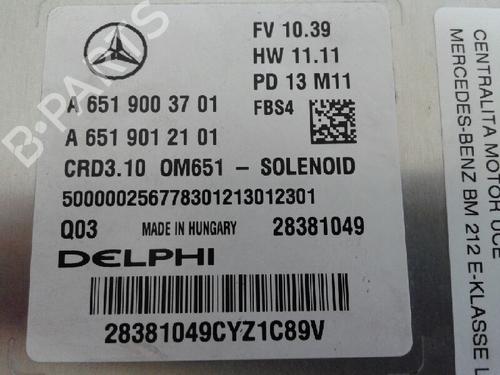 FV 10.39
HW 11.11
PD 13 M11
FBS4
A 651 900 37 01
A 651 901 21 01
CRD3.10 OM651 - SOLENOID
5000000256778301213012301
Q03 MADE IN HUNGARY 28381049
DELPHI
28381049CYZ1C89V
CENTRALITA MOTOR UCE
MERCEDES-BENZ BM 212 E-KLASSE
B-PARTS